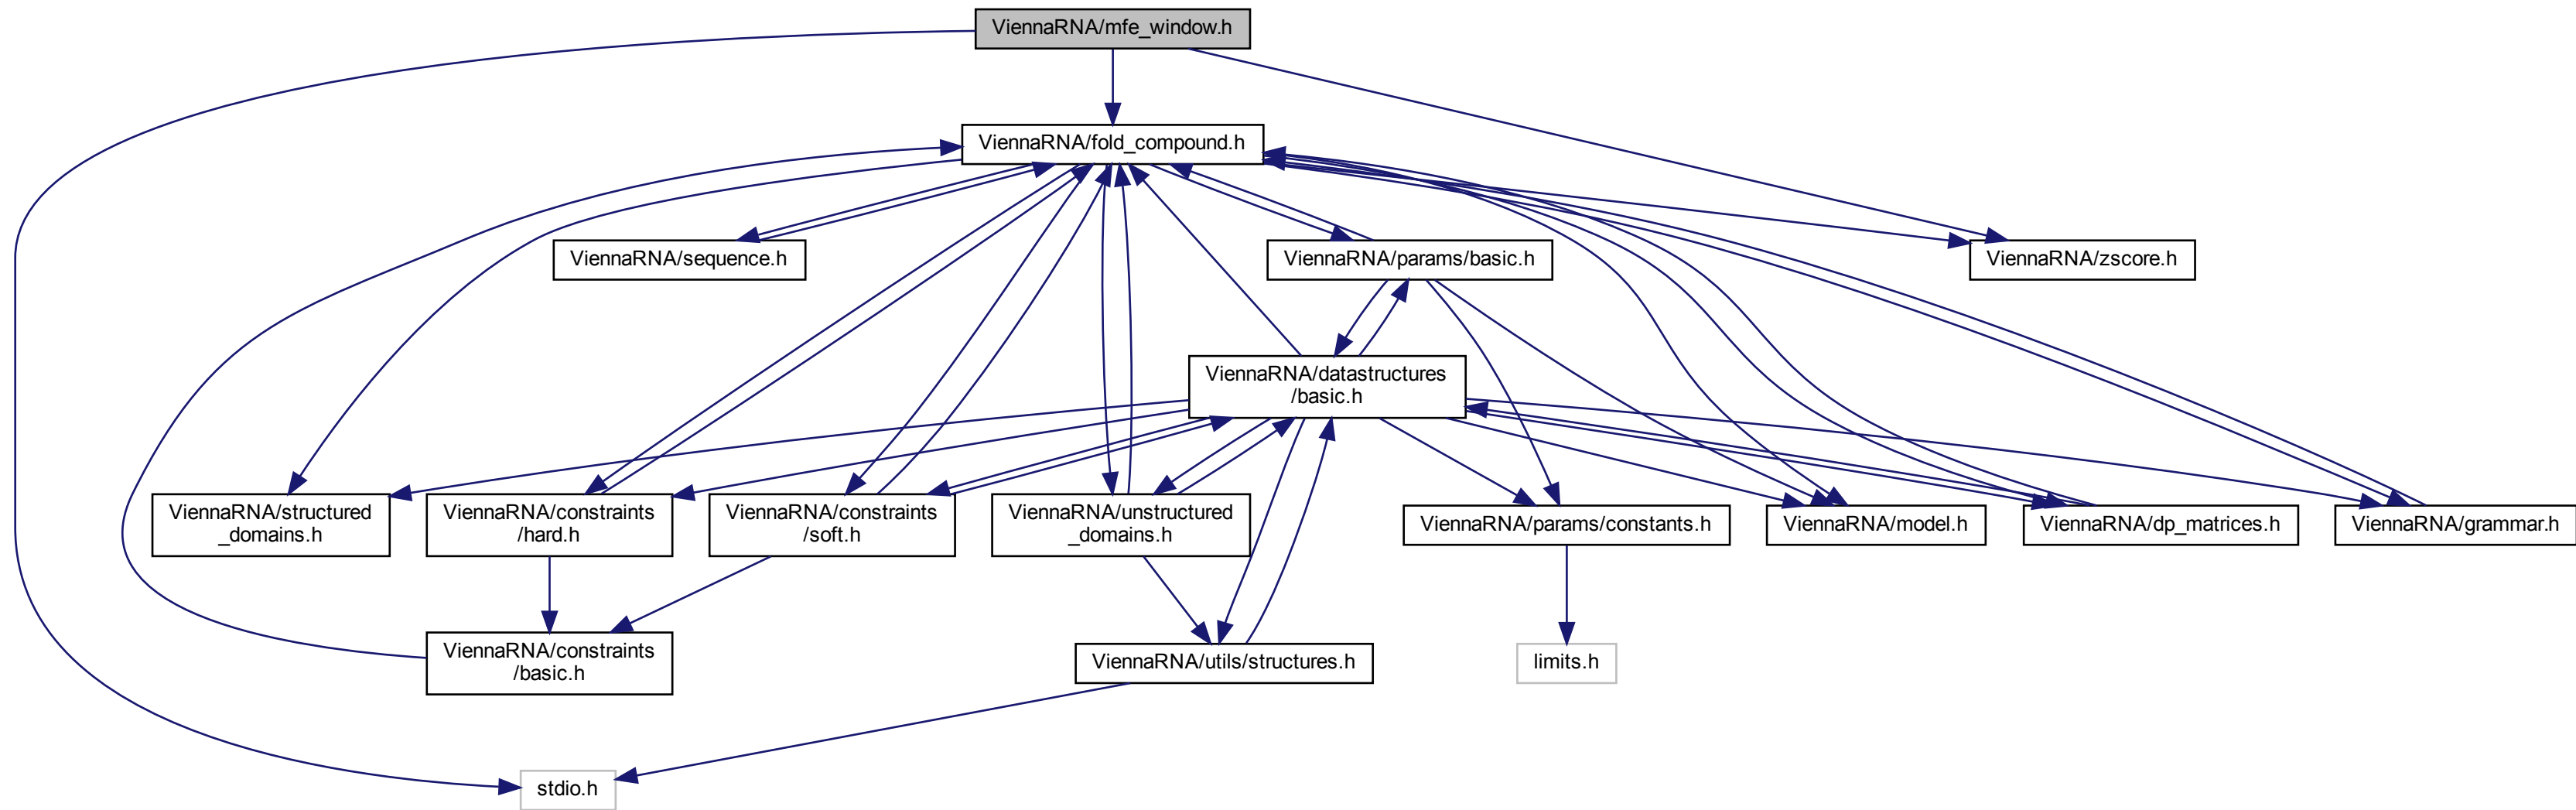 ViennaRNA/mfe_window.h
ViennaRNA/fold_compound.h
ViennaRNA/sequence.h
ViennaRNA/params/basic.h
ViennaRNA/zscore.h
ViennaRNA/datastructures
/basic.h
ViennaRNA/structured
_domains.h
ViennaRNA/constraints
/hard.h
ViennaRNA/constraints
/soft.h
ViennaRNA/unstructured
_domains.h
ViennaRNA/params/constants.h
ViennaRNA/model.h
ViennaRNA/dp_matrices.h
ViennaRNA/grammar.h
ViennaRNA/constraints
/basic.h
ViennaRNA/utils/structures.h
limits.h
stdio.h